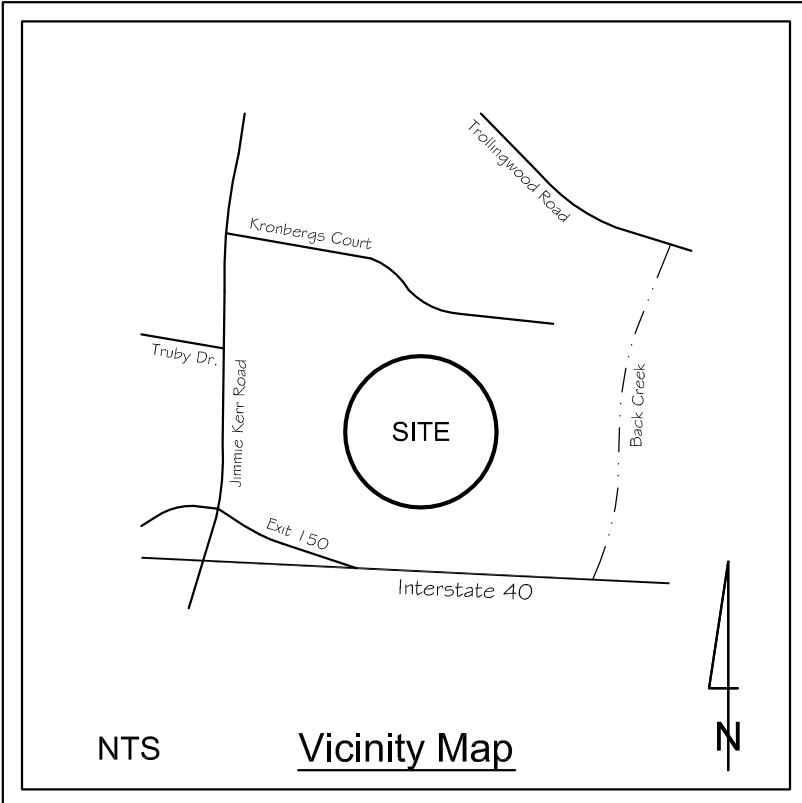 Trollingwood Road
Kronbergs Court
Truby Dr.
Jimmie Kerr Road
SITE
Back Creek
Exit 150
Interstate 40
NTS
Vicinity Map
N